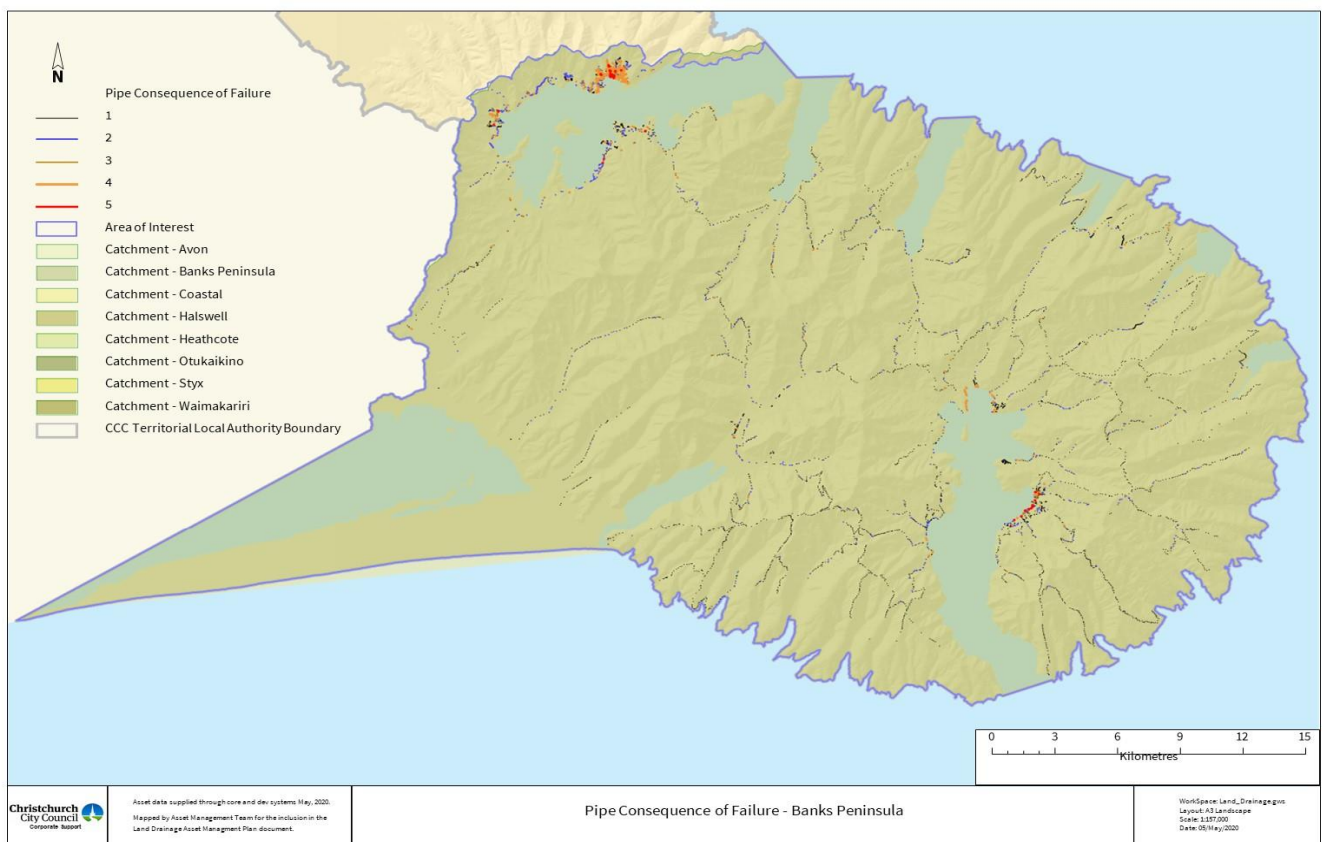 N
Pipe Consequence of Failure
1
2
3
4
5
Area of Interest
Catchment - Avon
Catchment - Banks Peninsula
Catchment - Coastal
Catchment - Halswell
Catchment - Heathcote
Catchment - Otukaikino
Catchment - Styx
Catchment - Waimakariri
CCC Territorial Local Authority Boundary
0 3 6 9 12 15
Kilometres
Christchurch
City Council
Corporate Support
Asset data supplied through core and dev systems May, 2020.
Mapped by Asset Management Team for the inclusion in the
Land Drainage Asset Managment Plan document.
Pipe Consequence of Failure - Banks Peninsula
WorkSpace: Land_Drainage.gws
Layout: A3 Landscape
Scale: 1:157,000
Date: 05/May/2020